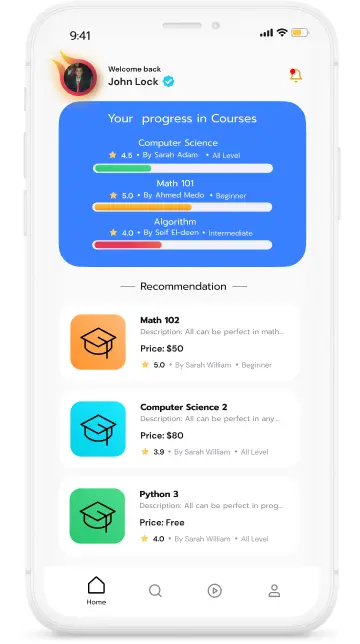 9:41
Welcome back
John Lock
Your progress in Courses
Computer Science
4.5 • By Sarah Adam • All Level
Math 101
5.0 • By Ahmed Medo • Beginner
Algorithm
4.0 • By Seif El-deen • Intermediate
Recommendation
Math 102
Description: All can be perfect in math...
Price: $50
5.0 • By Sarah William • Beginner
Computer Science 2
Description: All can be perfect in any...
Price: $80
3.9 • By Sarah William • All Level
Python 3
Description: All can be perfect in prog...
Price: Free
4.0 • By Sarah William • All Level
Home